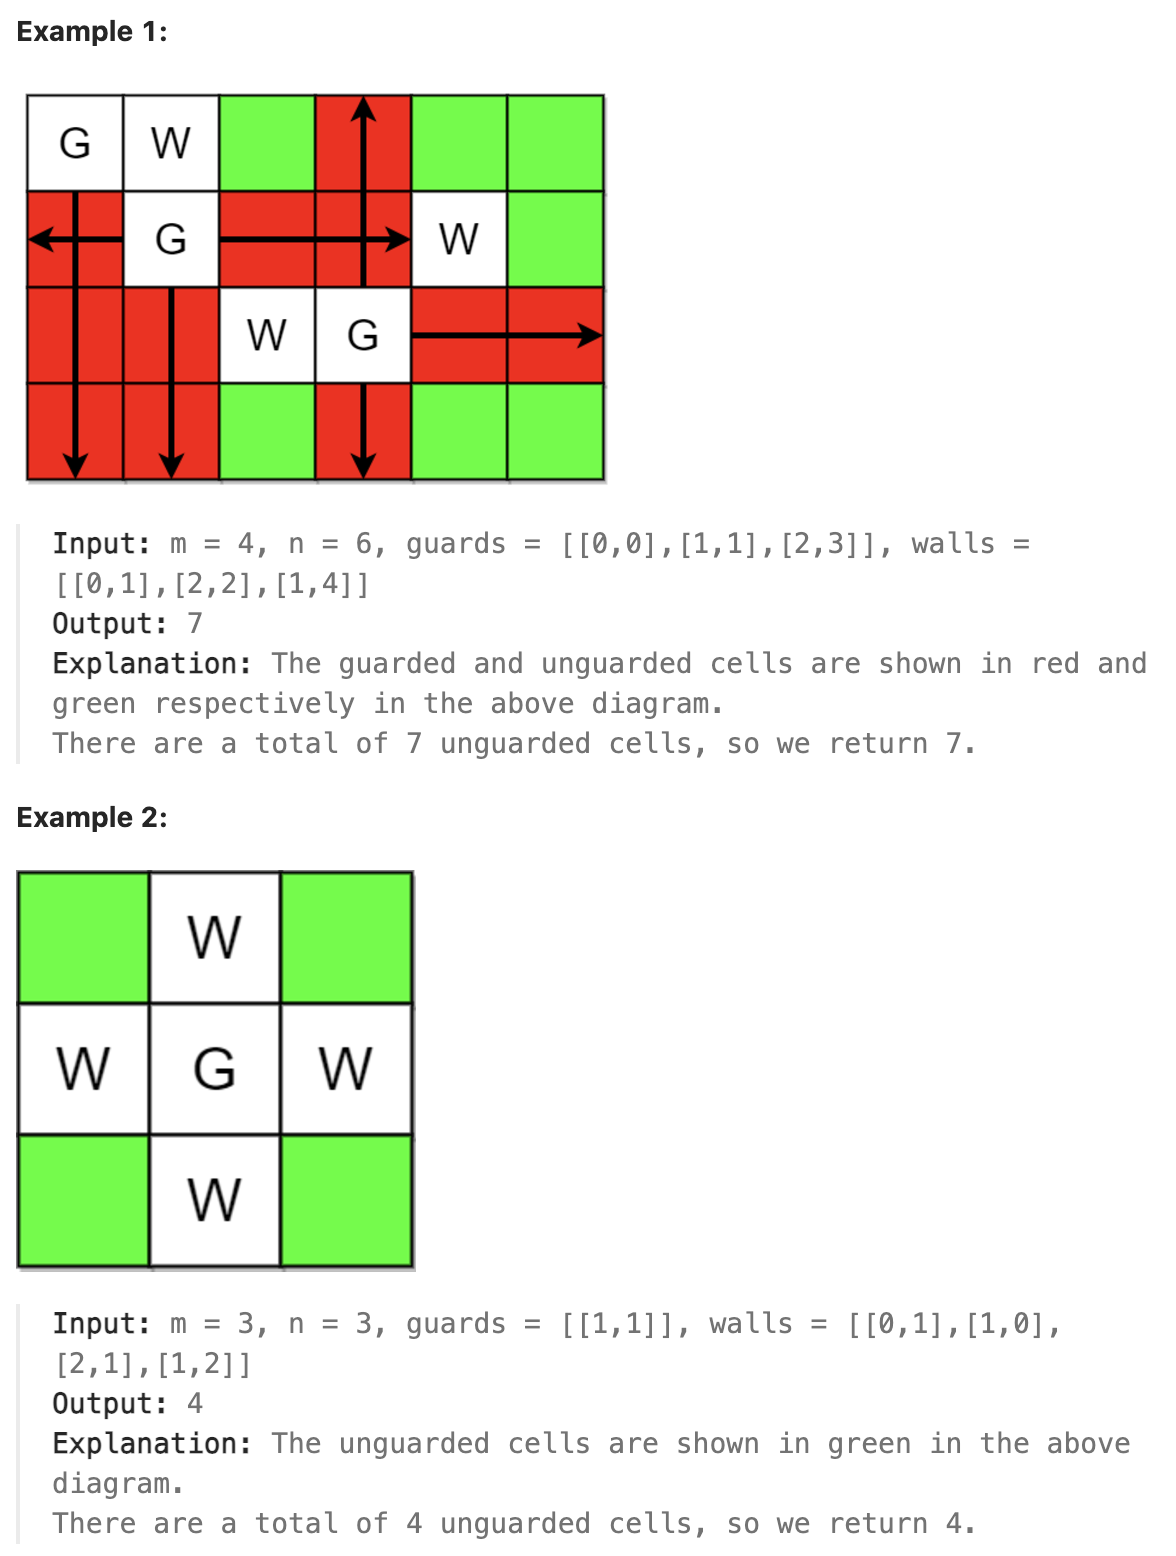 Example 1:
G W
G W
W G
Input: m = 4, n = 6, guards = [[0,0],[1,1],[2,3]], walls =
[[0,1],[2,2],[1,4]]
Output: 7
Explanation: The guarded and unguarded cells are shown in red and
green respectively in the above diagram.
There are a total of 7 unguarded cells, so we return 7.
Example 2:
W
W G W
W
Input: m = 3, n = 3, guards = [[1,1]], walls = [[0,1],[1,0],
[2,1],[1,2]]
Output: 4
Explanation: The unguarded cells are shown in green in the above
diagram.
There are a total of 4 unguarded cells, so we return 4.